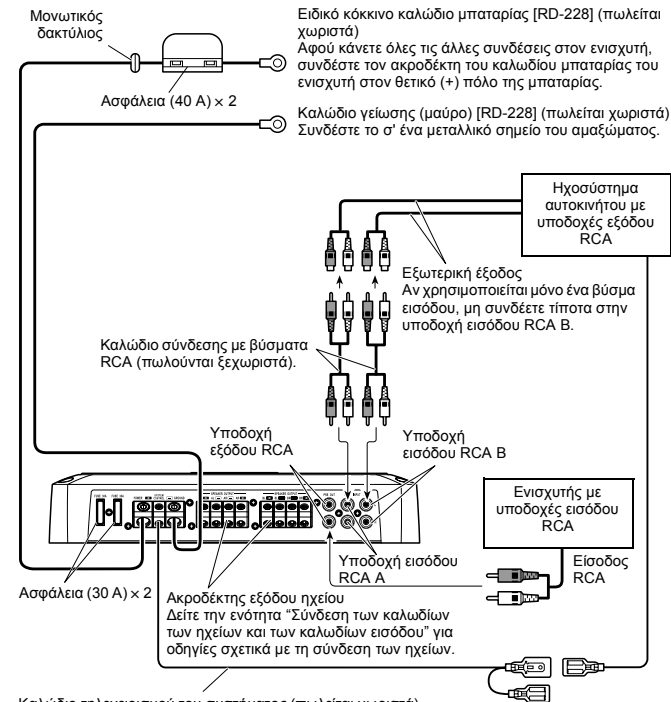 Μονωτικός
δακτύλιος
Ασφάλεια (40 A) × 2
Ειδικό κόκκινο καλώδιο μπαταρίας [RD-228] (πωλείται
χωριστά)
Αφού κάνετε όλες τις άλλες συνδέσεις στον ενισχυτή,
συνδέστε τον ακροδέκτη του καλωδίου μπαταρίας του
ενισχυτή στον θετικό (+) πόλο της μπαταρίας.
Καλώδιο γείωσης (μαύρο) [RD-228] (πωλείται χωριστά)
Συνδέστε το σ' ένα μεταλλικό σημείο του αμαξώματος.
Ηχοσύστημα
αυτοκινήτου με
υποδοχές εξόδου
RCA
Εξωτερική έξοδος
Αν χρησιμοποιείται μόνο ένα βύσμα
εισόδου, μη συνδέετε τίποτα στην
υποδοχή εισόδου RCA B.
Καλώδιο σύνδεσης με βύσματα
RCA (πωλούνται ξεχωριστά).
Υποδοχή
εξόδου RCA
Υποδοχή
εισόδου RCA B
Ενισχυτής με
υποδοχές εισόδου
RCA
Υποδοχή εισόδου
RCA A
Είσοδος
RCA
Ασφάλεια (30 A) × 2
Ακροδέκτης εξόδου ηχείου
Δείτε την ενότητα “Σύνδεση των καλωδίων
των ηχείων και των καλωδίων εισόδου” για
οδηγίες σχετικά με τη σύνδεση των ηχείων.